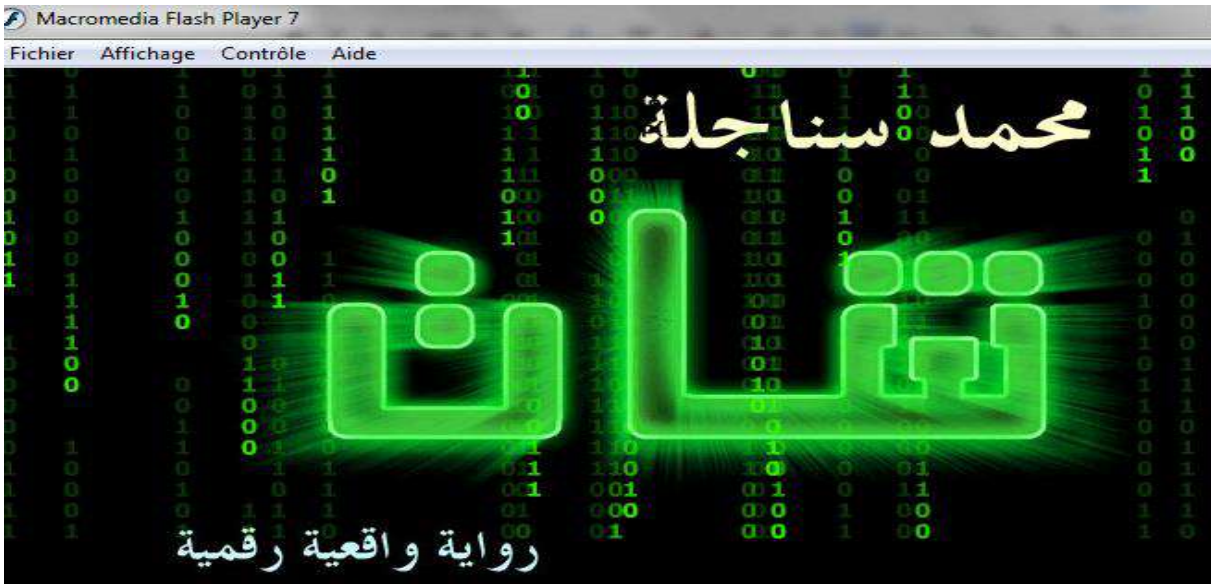 Macromedia Flash Player 7
Fichier Affichage Contrôle Aide
محمد سناجلة
شات
رواية واقعية رقمية